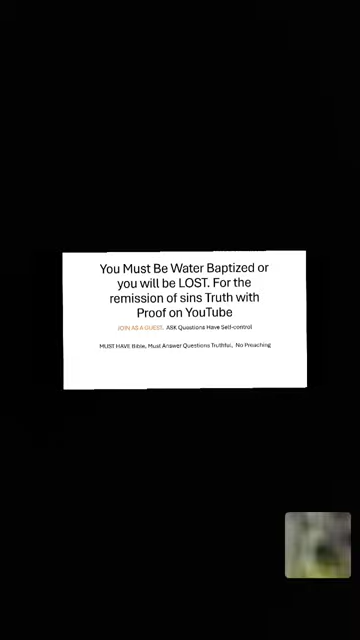 You Must Be Water Baptized or
you will be LOST. For the
remission of sins Truth with
Proof on YouTube
JOIN AS A GUEST. ASK Questions Have Self-control
MUST HAVE Bible. Must Answer Questions Truthful, No Preaching